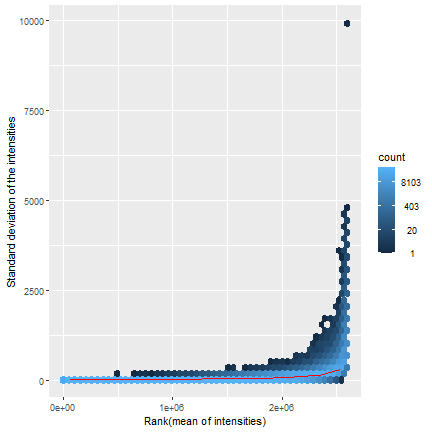 10000
7500
5000
2500
0
Standard deviation of the intensities
0e+00
1e+06
2e+06
Rank(mean of intensities)
count
8103
403
20
1